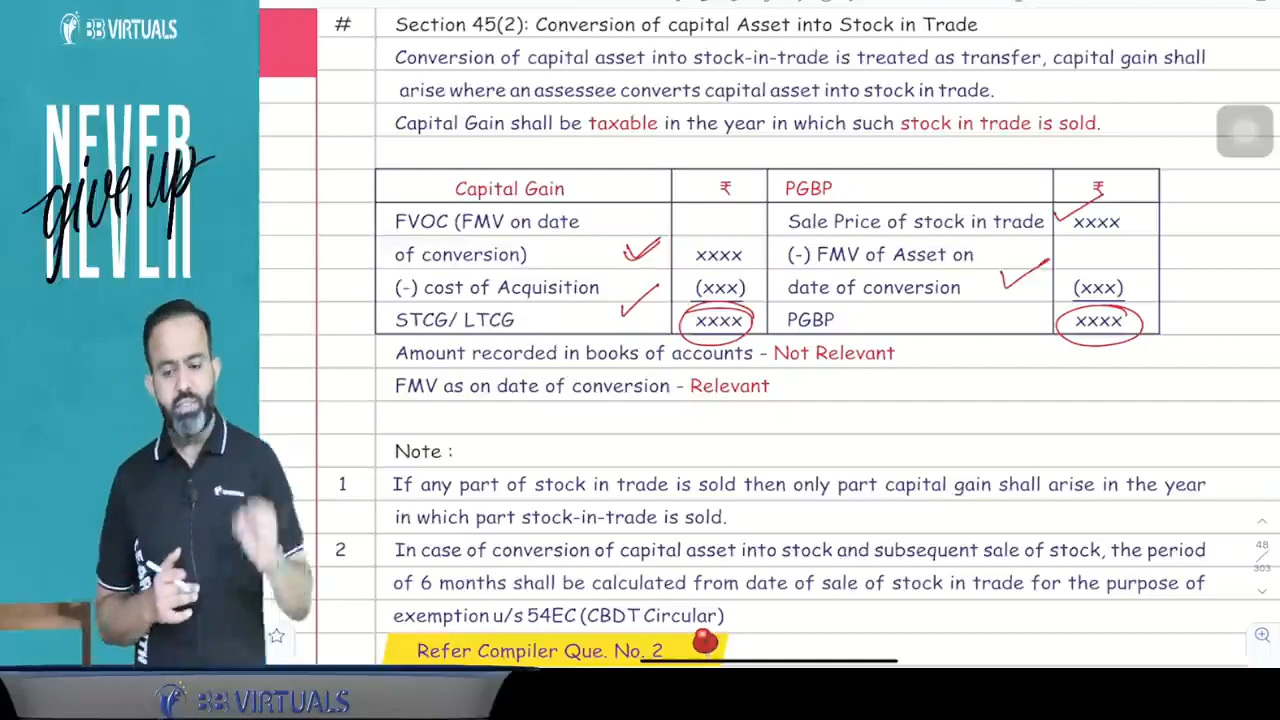 BB VIRTUALS
NEVER
give up
NEVER
# Section 45(2): Conversion of capital Asset into Stock in Trade
Conversion of capital asset into stock-in-trade is treated as transfer, capital gain shall
arise where an assessee converts capital asset into stock in trade.
Capital Gain shall be taxable in the year in which such stock in trade is sold.
Capital Gain ₹ PGBP ₹
FVOC (FMV on date Sale Price of stock in trade xxxx
of conversion) xxxx (-) FMV of Asset on
(-) cost of Acquisition (xxx) date of conversion (xxx)
STCG/ LTCG xxxx PGBP xxxx
Amount recorded in books of accounts - Not Relevant
FMV as on date of conversion - Relevant
Note :
1 If any part of stock in trade is sold then only part capital gain shall arise in the year
in which part stock-in-trade is sold.
2 In case of conversion of capital asset into stock and subsequent sale of stock, the period
of 6 months shall be calculated from date of sale of stock in trade for the purpose of
exemption u/s 54EC (CBDT Circular)
Refer Compiler Que. No. 2
48
303
BB VIRTUALS